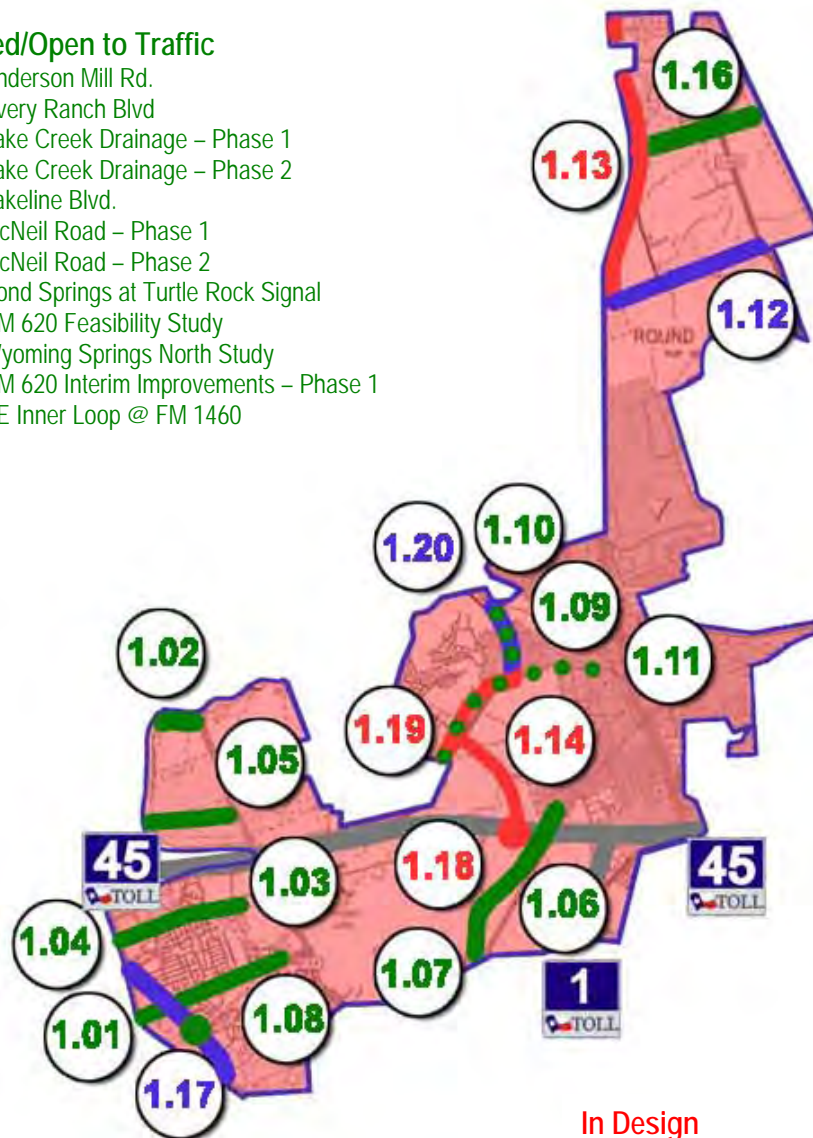 ed/Open to Traffic
nderson Mill Rd.
very Ranch Blvd
ake Creek Drainage – Phase 1
ake Creek Drainage – Phase 2
akeline Blvd.
cNeil Road – Phase 1
cNeil Road – Phase 2
ond Springs at Turtle Rock Signal
M 620 Feasibility Study
yoming Springs North Study
M 620 Interim Improvements – Phase 1
E Inner Loop @ FM 1460
1.16
1.13
1.12
ROUND
1.10
1.20
1.09
1.02
1.11
1.19
1.14
1.05
45
TOLL
1.18
45
TOLL
1.03
1.06
1.04
1.07
1
TOLL
1.01
1.08
1.17
In Design